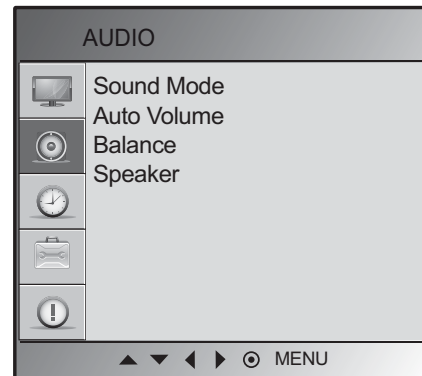 AUDIO
Sound Mode
Auto Volume
Balance
Speaker
MENU